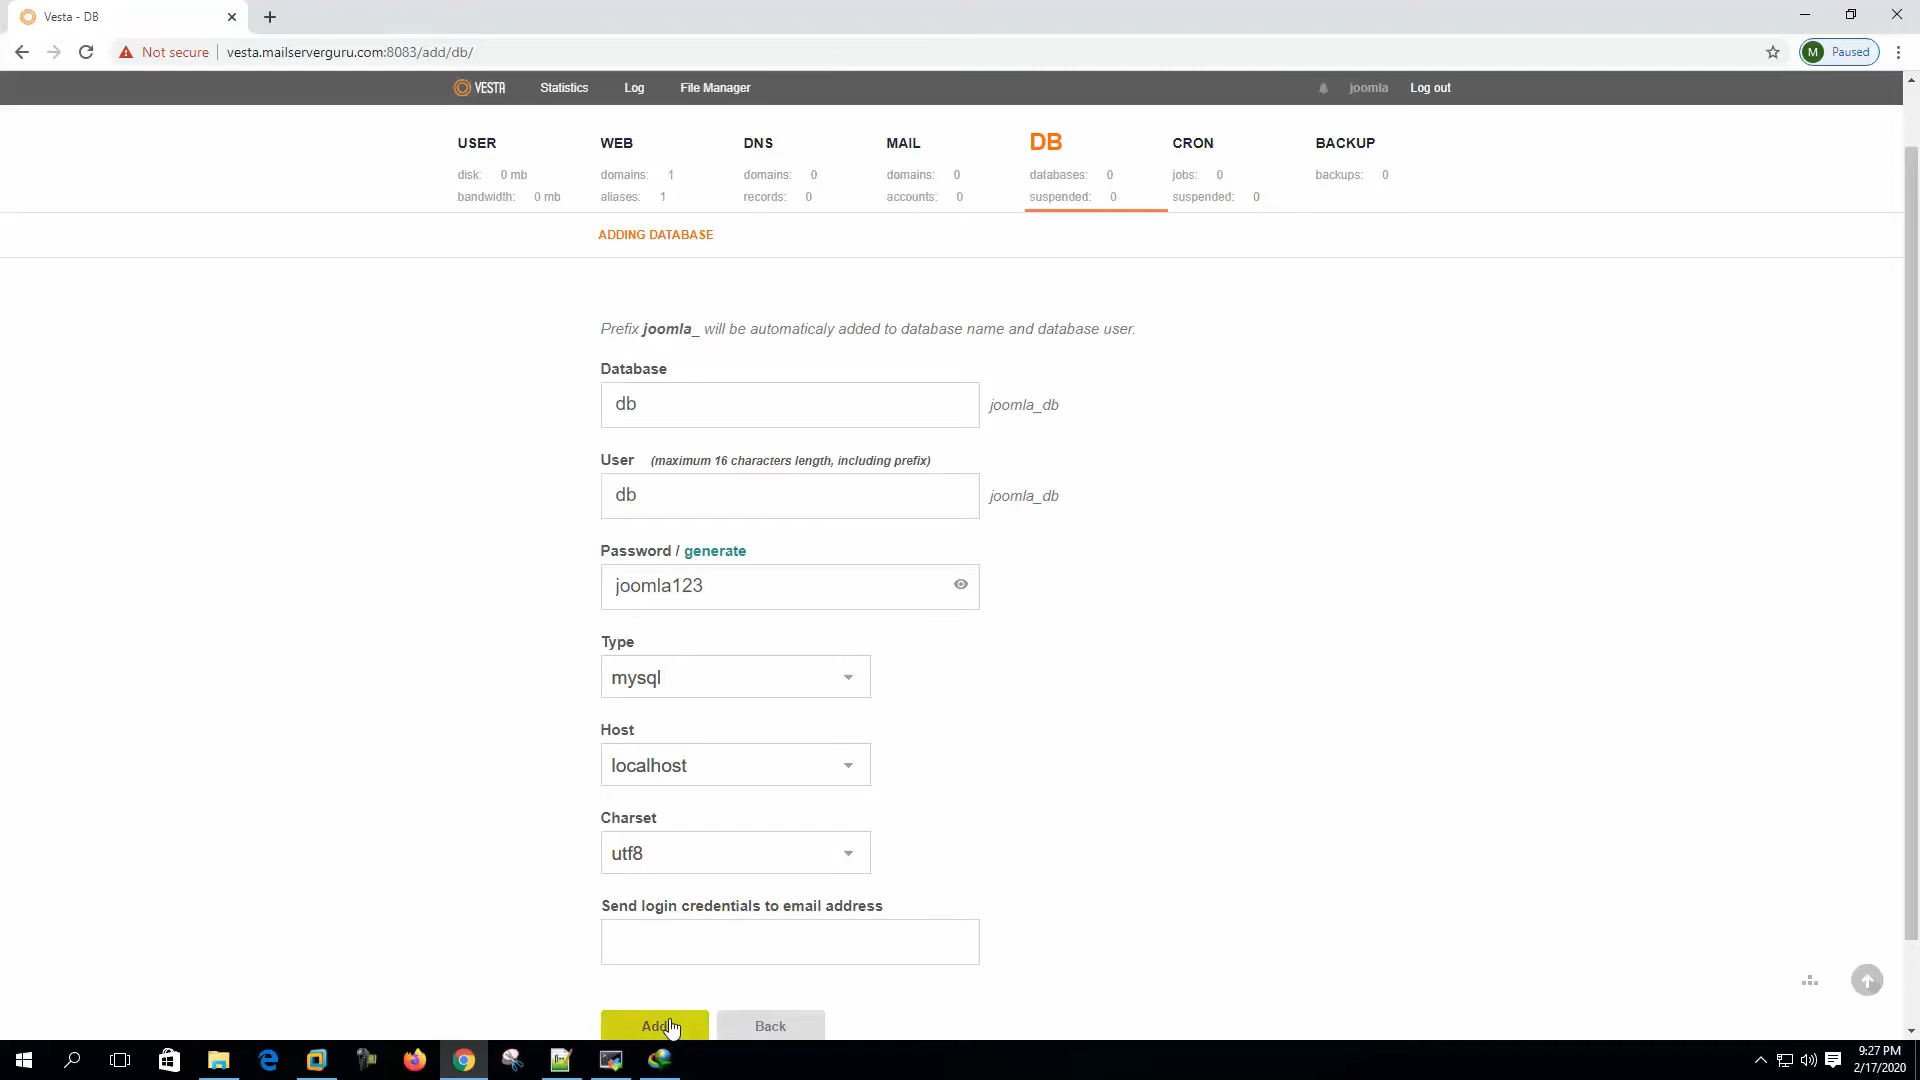 Vesta - DB
Not secure vesta.mailserverguru.com:8083/add/db/ M Paused
VESTA Statistics Log File Manager joomla Log out
USER WEB DNS MAIL DB CRON BACKUP
disk: 0 mb domains: 1 domains: 0 domains: 0 databases: 0 jobs: 0 backups: 0
bandwidth: 0 mb aliases: 1 records: 0 accounts: 0 suspended: 0 suspended: 0
ADDING DATABASE
Prefix joomla_ will be automaticaly added to database name and database user.
Database
db joomla_db
User (maximum 16 characters length, including prefix)
db joomla_db
Password / generate
joomla123
Type
mysql
Host
localhost
Charset
utf8
Send login credentials to email address
Add Back
9:27 PM
2/17/2020